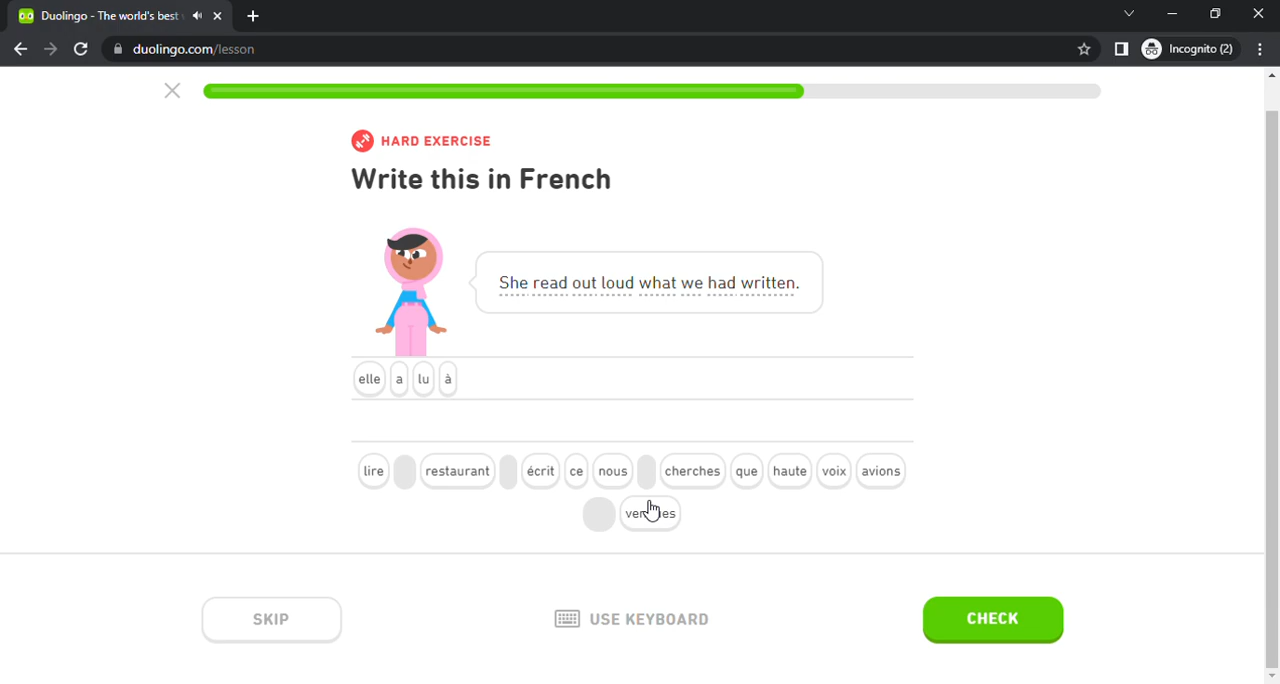 Duolingo - The world's best
duolingo.com/lesson
Incognito (2)
HARD EXERCISE
Write this in French
She read out loud what we had written.
elle a lu à
lire restaurant écrit ce nous cherches que haute voix avions
SKIP
USE KEYBOARD
CHECK